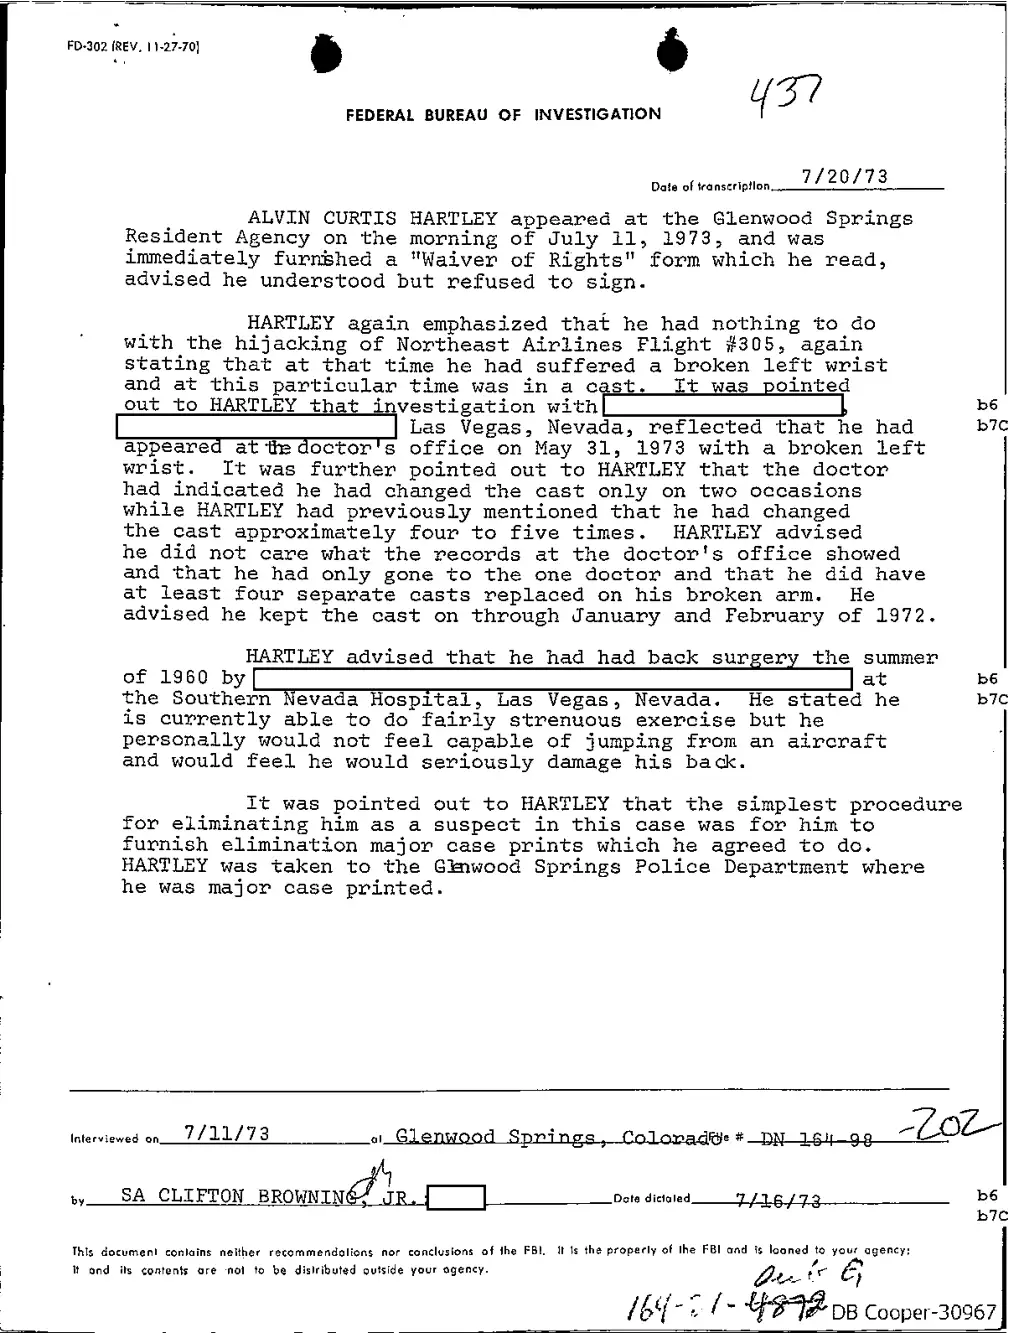 FD-302 (REV. 11-27-70)
437
FEDERAL BUREAU OF INVESTIGATION
Date of transcription 7/20/73
ALVIN CURTIS HARTLEY appeared at the Glenwood Springs
Resident Agency on the morning of July 11, 1973, and was
immediately furnished a "Waiver of Rights" form which he read,
advised he understood but refused to sign.
HARTLEY again emphasized that he had nothing to do
with the hijacking of Northeast Airlines Flight #305, again
stating that at that time he had suffered a broken left wrist
and at this particular time was in a cast. It was pointed
out to HARTLEY that investigation with , b6
Las Vegas, Nevada, reflected that he had b7C
appeared at the doctor's office on May 31, 1973 with a broken left
wrist. It was further pointed out to HARTLEY that the doctor
had indicated he had changed the cast only on two occasions
while HARTLEY had previously mentioned that he had changed
the cast approximately four to five times. HARTLEY advised
he did not care what the records at the doctor's office showed
and that he had only gone to the one doctor and that he did have
at least four separate casts replaced on his broken arm. He
advised he kept the cast on through January and February of 1972.
HARTLEY advised that he had had back surgery the summer
of 1960 by at b6
the Southern Nevada Hospital, Las Vegas, Nevada. He stated he b7C
is currently able to do fairly strenuous exercise but he
personally would not feel capable of jumping from an aircraft
and would feel he would seriously damage his back.
It was pointed out to HARTLEY that the simplest procedure
for eliminating him as a suspect in this case was for him to
furnish elimination major case prints which he agreed to do.
HARTLEY was taken to the Glenwood Springs Police Department where
he was major case printed.
Interviewed on 7/11/73 at Glenwood Springs, Colorado File # DN 164-98 -202
by SA CLIFTON BROWNING, JR. Date dictated 7/16/73 b6
b7C
This document contains neither recommendations nor conclusions of the FBI. It is the property of the FBI and is loaned to your agency;
it and its contents are not to be distributed outside your agency.
DB Cooper-30967